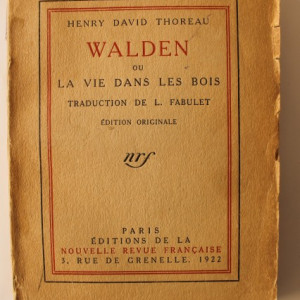 HENRY DAVID THOREAU
WALDEN
OU
LA VIE DANS LES BOIS
TRADUCTION DE L. FABULET
ÉDITION ORIGINALE
nrf
PARIS
ÉDITIONS DE LA
NOUVELLE REVUE FRANÇAISE
3, RUE DE GRENELLE. 1922